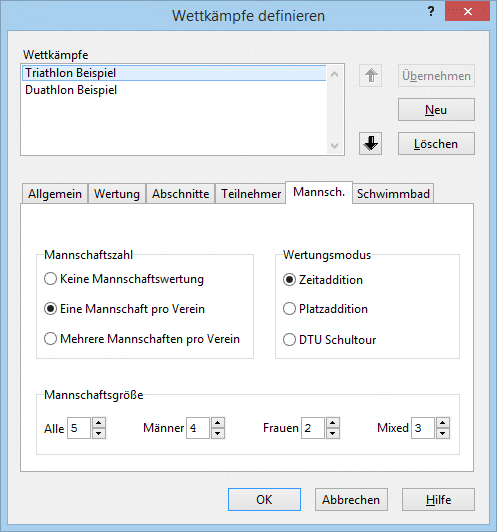 Wettkämpfe definieren
?
Wettkämpfe
Triathlon Beispiel
Duathlon Beispiel
Übernehmen
Neu
Löschen
Allgemein Wertung Abschnitte Teilnehmer Mannsch. Schwimmbad
Mannschaftszahl
Keine Mannschaftswertung
Eine Mannschaft pro Verein
Mehrere Mannschaften pro Verein
Wertungsmodus
Zeitaddition
Platzaddition
DTU Schultour
Mannschaftsgröße
Alle 5 Männer 4 Frauen 2 Mixed 3
OK Abbrechen Hilfe